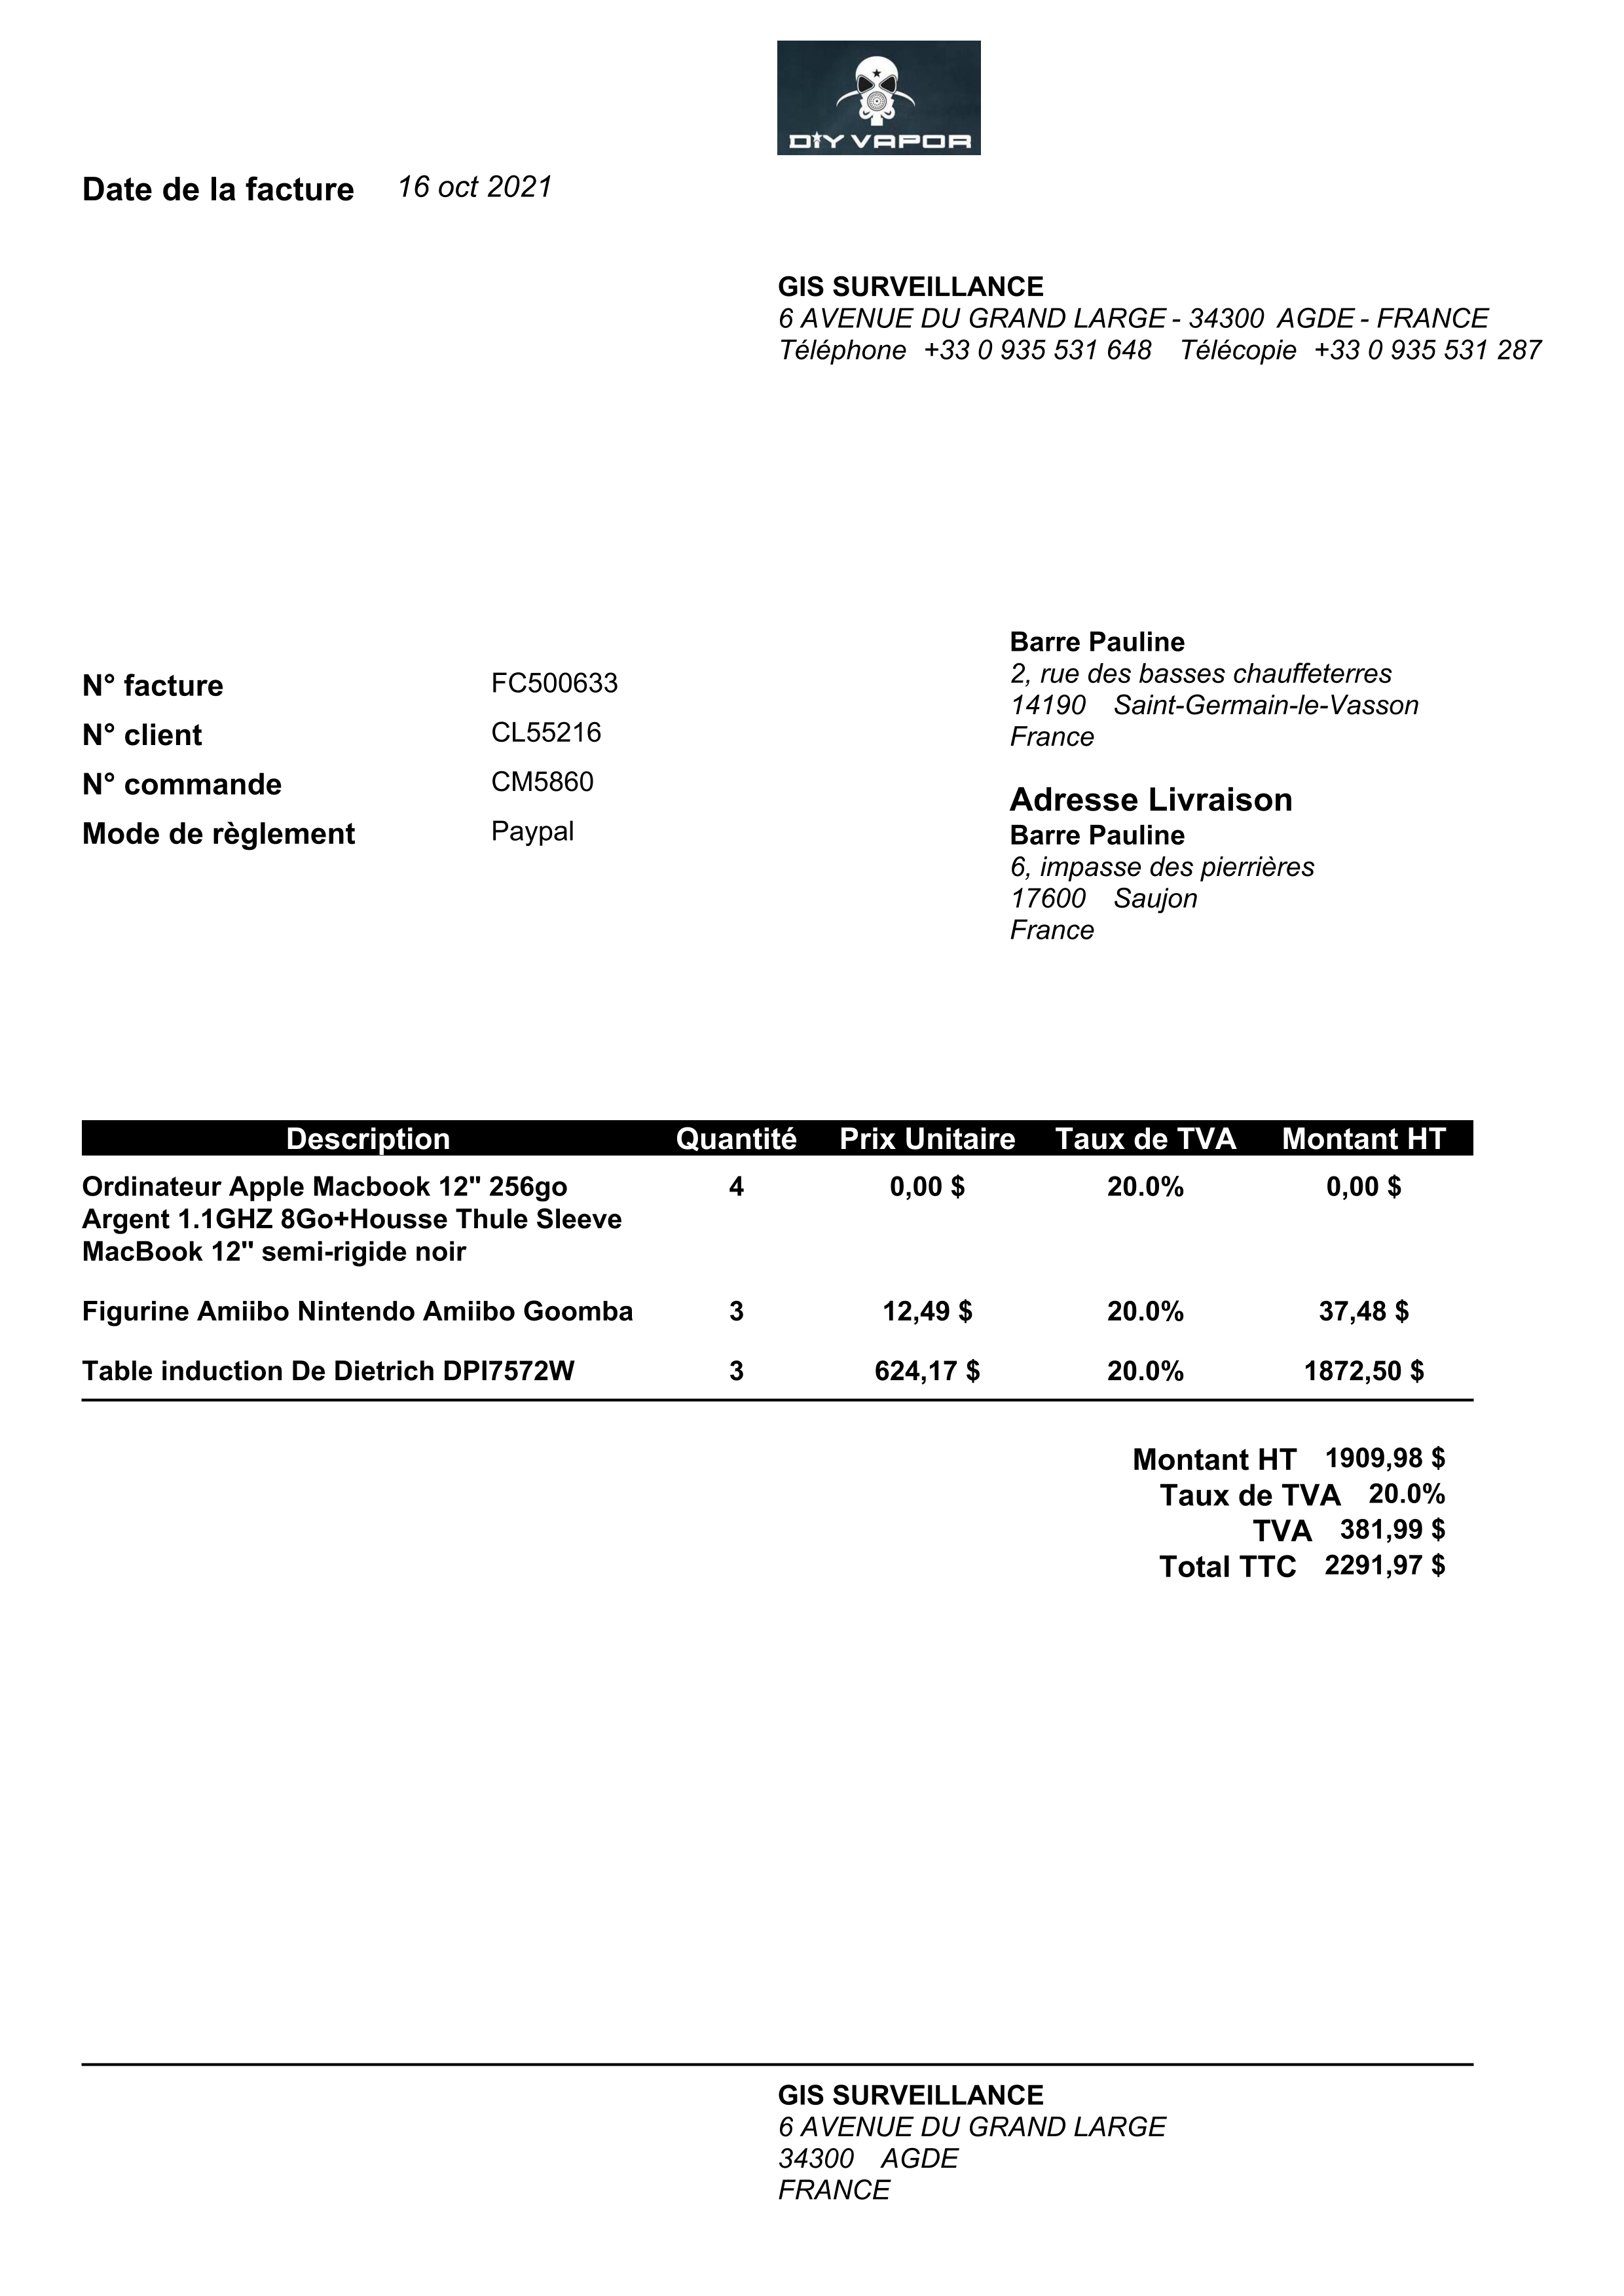 DIY VAPOR
Date de la facture 16 oct 2021
GIS SURVEILLANCE
6 AVENUE DU GRAND LARGE - 34300 AGDE - FRANCE
Téléphone +33 0 935 531 648 Télécopie +33 0 935 531 287
N° facture FC500633
N° client CL55216
N° commande CM5860
Mode de règlement Paypal
Barre Pauline
2, rue des basses chauffeterres
14190 Saint-Germain-le-Vasson
France
Adresse Livraison
Barre Pauline
6, impasse des pierrières
17600 Saujon
France
Description Quantité Prix Unitaire Taux de TVA Montant HT
Ordinateur Apple Macbook 12" 256go 4 0,00 $ 20.0% 0,00 $
Argent 1.1GHZ 8Go+Housse Thule Sleeve
MacBook 12" semi-rigide noir
Figurine Amiibo Nintendo Amiibo Goomba 3 12,49 $ 20.0% 37,48 $
Table induction De Dietrich DPI7572W 3 624,17 $ 20.0% 1872,50 $
Montant HT 1909,98 $
Taux de TVA 20.0%
TVA 381,99 $
Total TTC 2291,97 $
GIS SURVEILLANCE
6 AVENUE DU GRAND LARGE
34300 AGDE
FRANCE